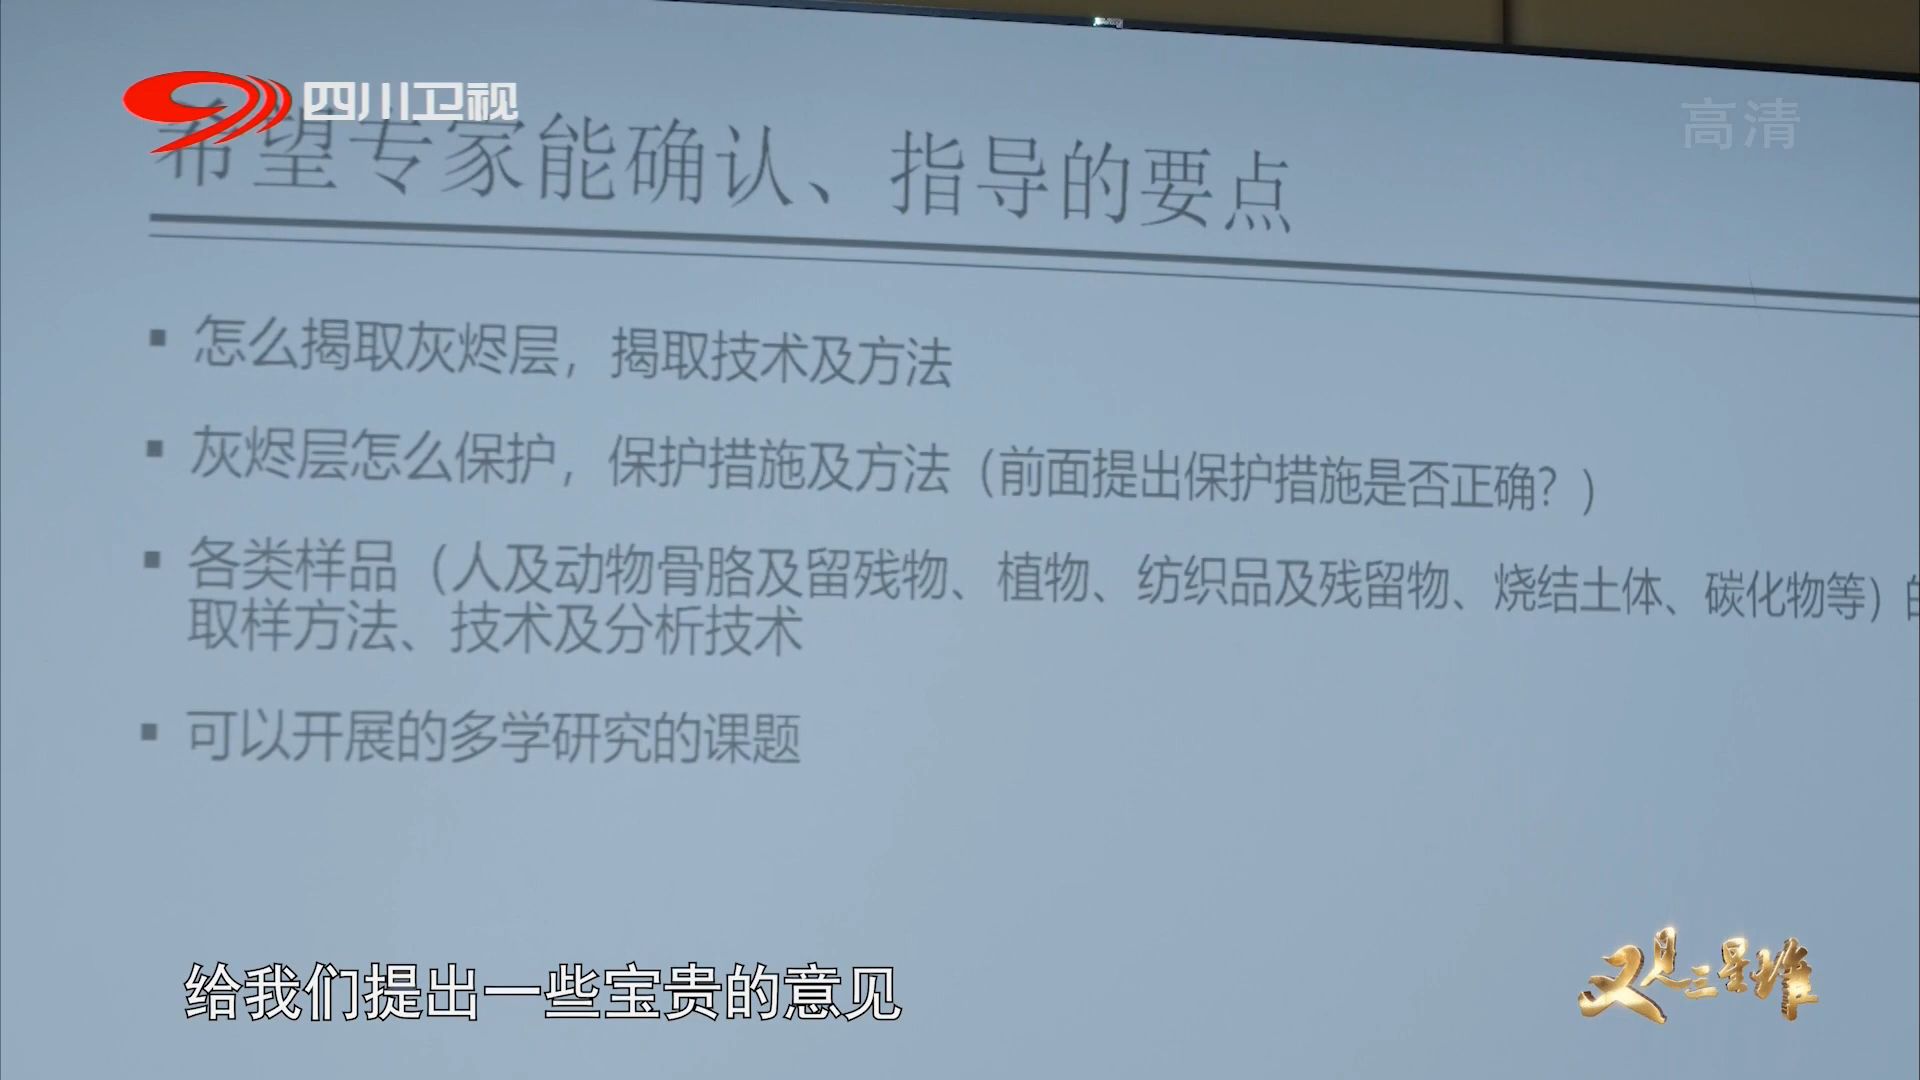 四川卫视
高清
希望专家能确认、指导的要点
怎么揭取灰烬层，揭取技术及方法
灰烬层怎么保护，保护措施及方法（前面提出保护措施是否正确？）
各类样品（人及动物骨胳及留残物、植物、纺织品及残留物、烧结土体、碳化物等）的
取样方法、技术及分析技术
可以开展的多学研究的课题
给我们提出一些宝贵的意见
又见三星堆